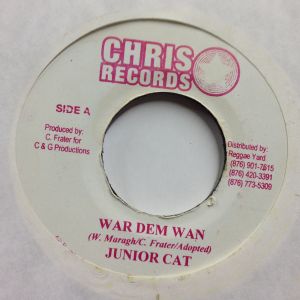 CHRIS
RECORDS
SIDE A
Produced by:
C. Frater for
C & G Productions
Distributed by:
Reggae Yard
(876) 901-7815
(876) 420-3391
(876) 773-5309
WAR DEM WAN
(W. Maragh/C. Frater/Adopted)
JUNIOR CAT